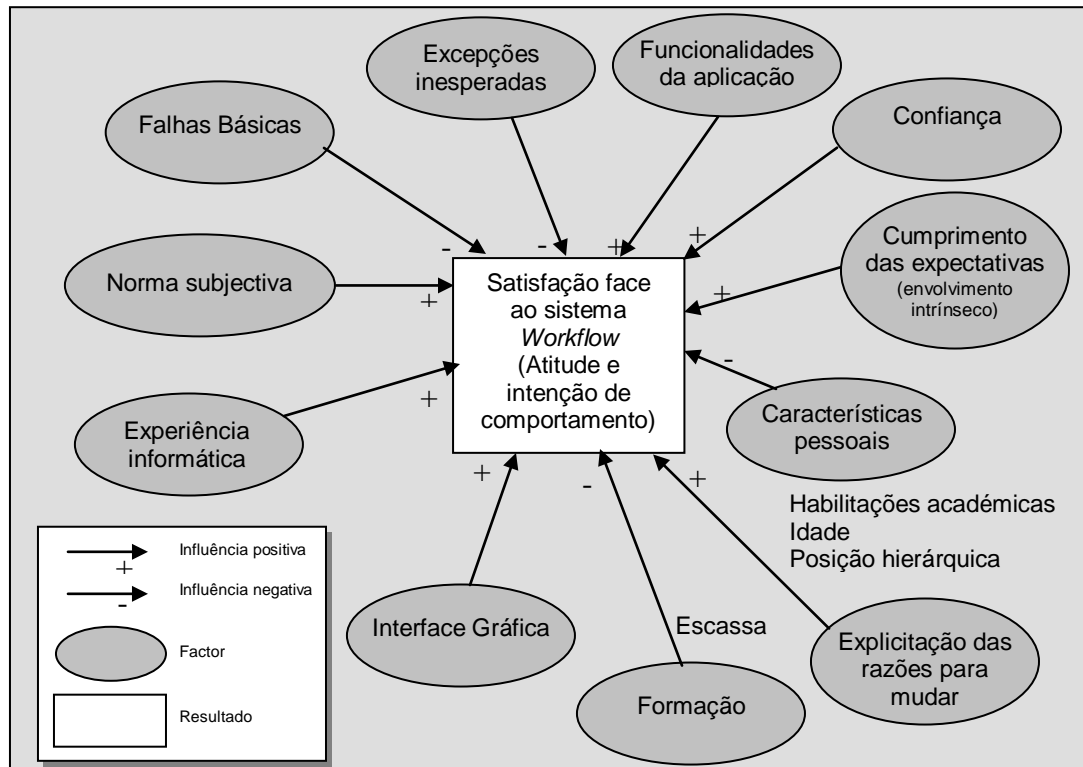 Excepções
inesperadas
Funcionalidades
da aplicação
Falhas Básicas
Confiança
-
-
+
+
Norma subjectiva
+
Satisfação face
ao sistema
Workflow
(Atitude e
intenção de
comportamento)
+
Cumprimento
das expectativas
(envolvimento
intrínseco)
Experiência
informática
+
-
Características
pessoais
Habilitações académicas
Idade
Posição hierárquica
+
-
+
Interface Gráfica
Escassa
Formação
Explicitação das
razões para
mudar
+
Influência positiva
-
Influência negativa
Factor
Resultado